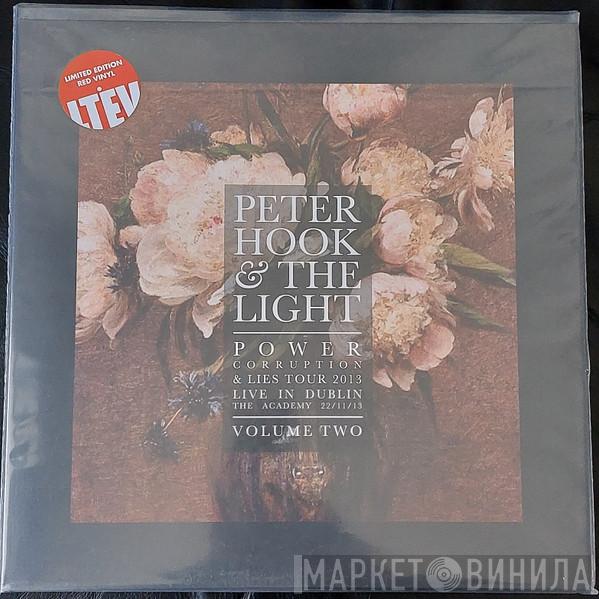 LIMITED EDITION
RED VINYL
LTEV
PETER
HOOK
& THE
LIGHT
POWER
CORRUPTION
& LIES TOUR 2013
LIVE IN DUBLIN
THE ACADEMY 22/11/13
VOLUME TWO
МАРКЕТ ВИНИЛА